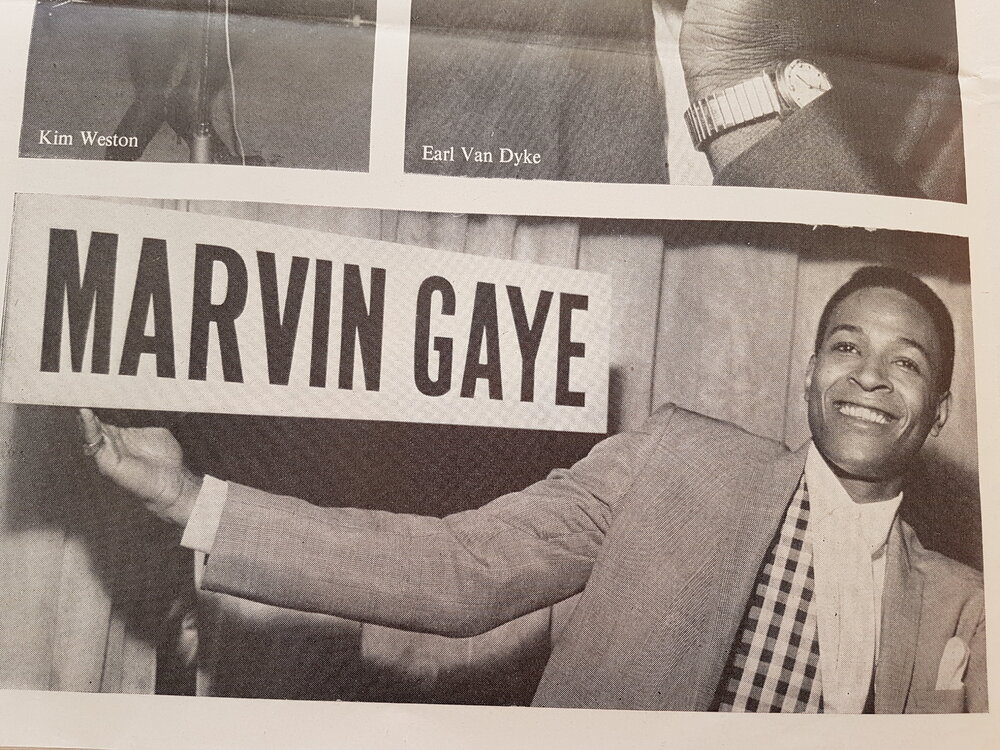 Kim Weston
Earl Van Dyke
MARVIN GAYE